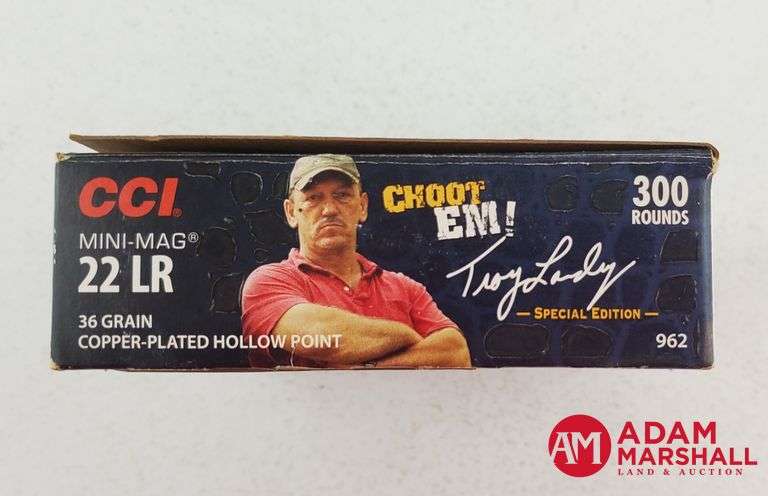 CCI
MINI-MAG®
22 LR
36 GRAIN
COPPER-PLATED HOLLOW POINT
CHOOT
EM!
Troy Landry
— SPECIAL EDITION —
300
ROUNDS
962
AM
ADAM
MARSHALL
LAND & AUCTION